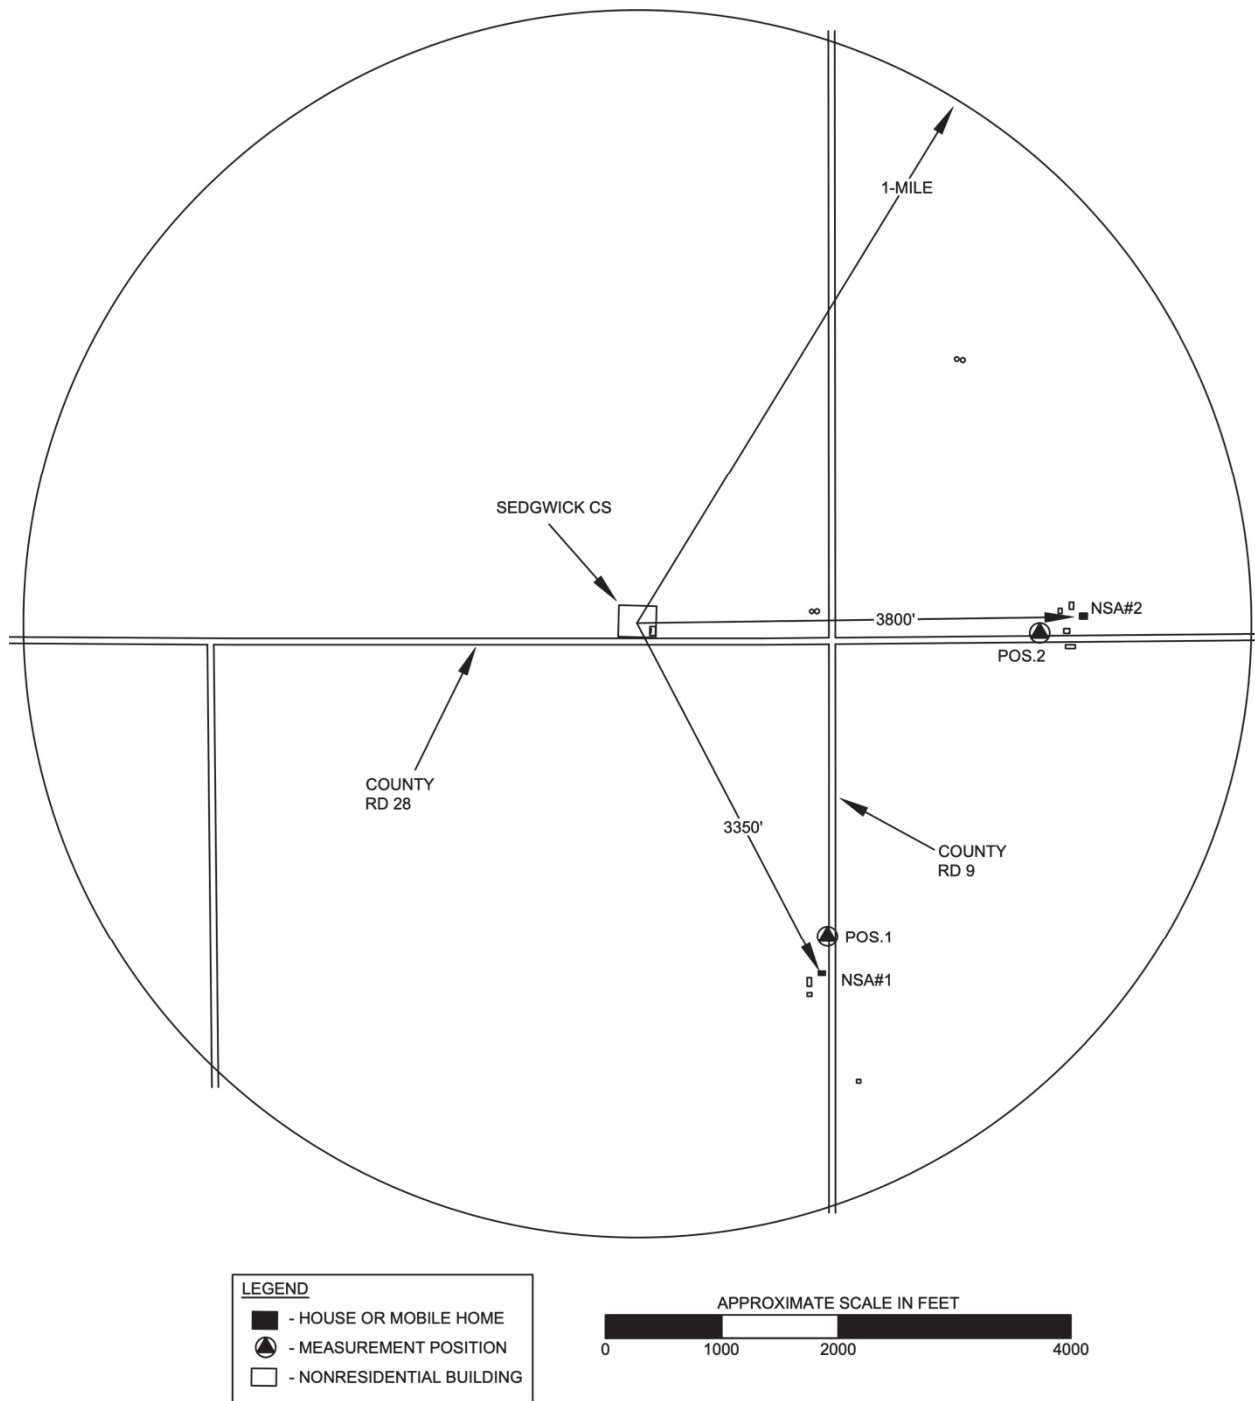 1-MILE
SEDGWICK CS
NSA#2
3800'
POS.2
COUNTY
RD 28
3350'
COUNTY
RD 9
POS.1
NSA#1
LEGEND
- HOUSE OR MOBILE HOME
- MEASUREMENT POSITION
- NONRESIDENTIAL BUILDING
APPROXIMATE SCALE IN FEET
0 1000 2000 4000